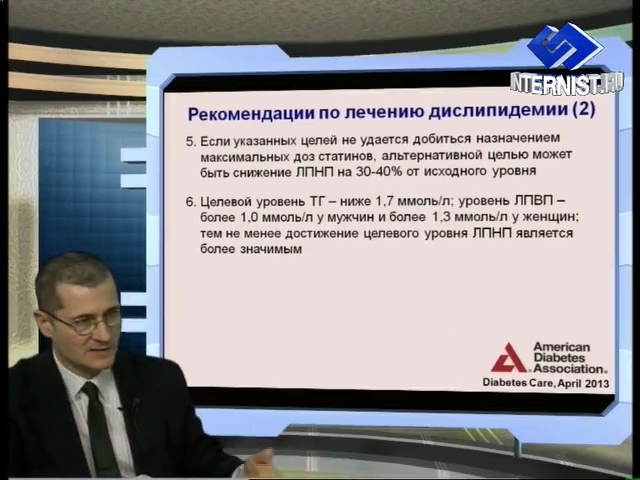 INTERNIST.RU
Рекомендации по лечению дислипидемии (2)
5. Если указанных целей не удается добиться назначением
максимальных доз статинов, альтернативной целью может
быть снижение ЛПНП на 30-40% от исходного уровня
6. Целевой уровень ТГ – ниже 1,7 ммоль/л; уровень ЛПВП –
более 1,0 ммоль/л у мужчин и более 1,3 ммоль/л у женщин;
тем не менее достижение целевого уровня ЛПНП является
более значимым
American
Diabetes
Association.
Diabetes Care, April 2013